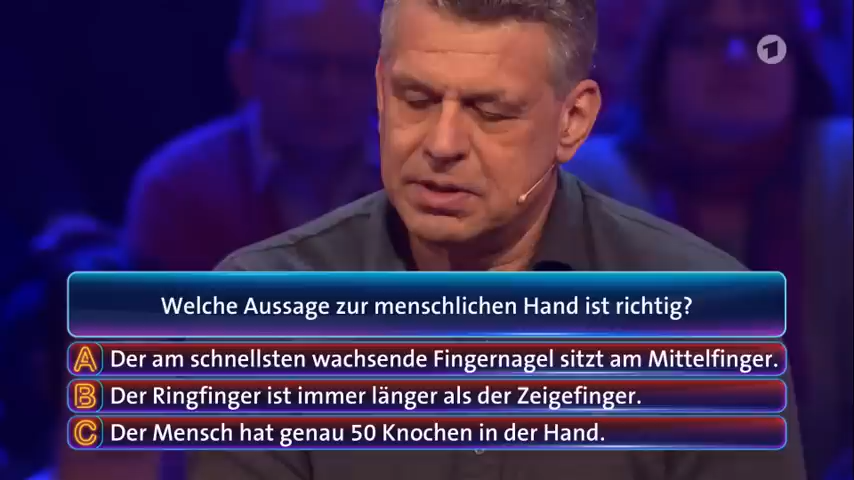 1
Welche Aussage zur menschlichen Hand ist richtig?
A Der am schnellsten wachsende Fingernagel sitzt am Mittelfinger.
B Der Ringfinger ist immer länger als der Zeigefinger.
C Der Mensch hat genau 50 Knochen in der Hand.